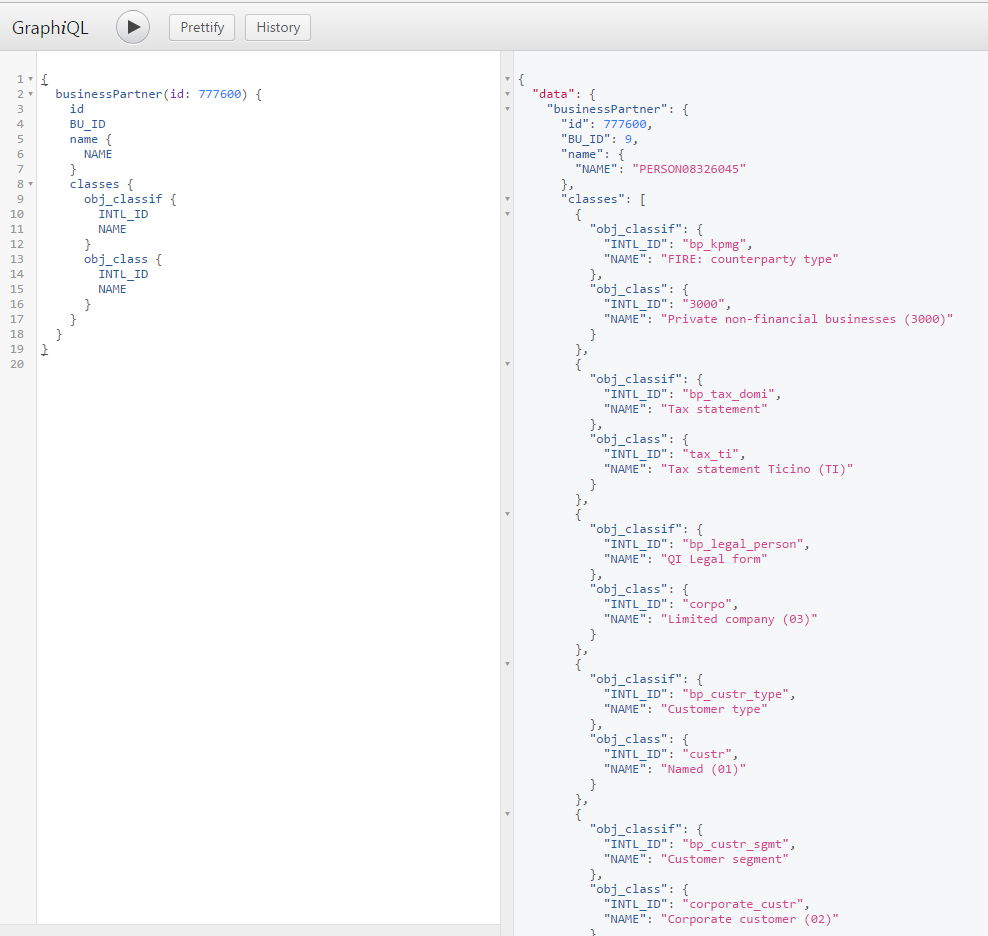 GraphiQL Prettify History
1 {
2 businessPartner(id: 777600) {
3 id
4 BU_ID
5 name {
6 NAME
7 }
8 classes {
9 obj_classif {
10 INTL_ID
11 NAME
12 }
13 obj_class {
14 INTL_ID
15 NAME
16 }
17 }
18 }
19 }
20
{
"data": {
"businessPartner": {
"id": 777600,
"BU_ID": 9,
"name": {
"NAME": "PERSON08326045"
},
"classes": [
{
"obj_classif": {
"INTL_ID": "bp_kpmg",
"NAME": "FIRE: counterparty type"
},
"obj_class": {
"INTL_ID": "3000",
"NAME": "Private non-financial businesses (3000)"
}
},
{
"obj_classif": {
"INTL_ID": "bp_tax_domi",
"NAME": "Tax statement"
},
"obj_class": {
"INTL_ID": "tax_ti",
"NAME": "Tax statement Ticino (TI)"
}
},
{
"obj_classif": {
"INTL_ID": "bp_legal_person",
"NAME": "QI Legal form"
},
"obj_class": {
"INTL_ID": "corpo",
"NAME": "Limited company (03)"
}
},
{
"obj_classif": {
"INTL_ID": "bp_custr_type",
"NAME": "Customer type"
},
"obj_class": {
"INTL_ID": "custr",
"NAME": "Named (01)"
}
},
{
"obj_classif": {
"INTL_ID": "bp_custr_sgmt",
"NAME": "Customer segment"
},
"obj_class": {
"INTL_ID": "corporate_custr",
"NAME": "Corporate customer (02)"
}